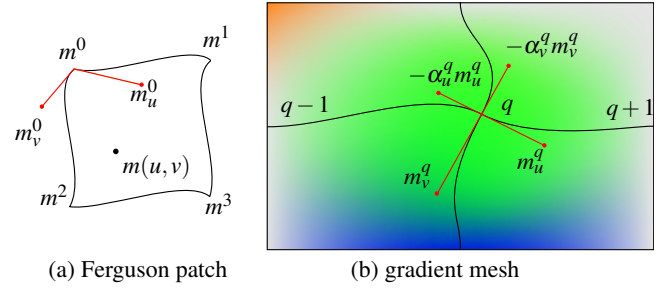 m^0
m^1
m_u^0
m_v^0
m(u,v)
m^2
m^3
(a) Ferguson patch
-α_v^q m_v^q
-α_u^q m_u^q
q−1
q
q+1
m_v^q
m_u^q
(b) gradient mesh